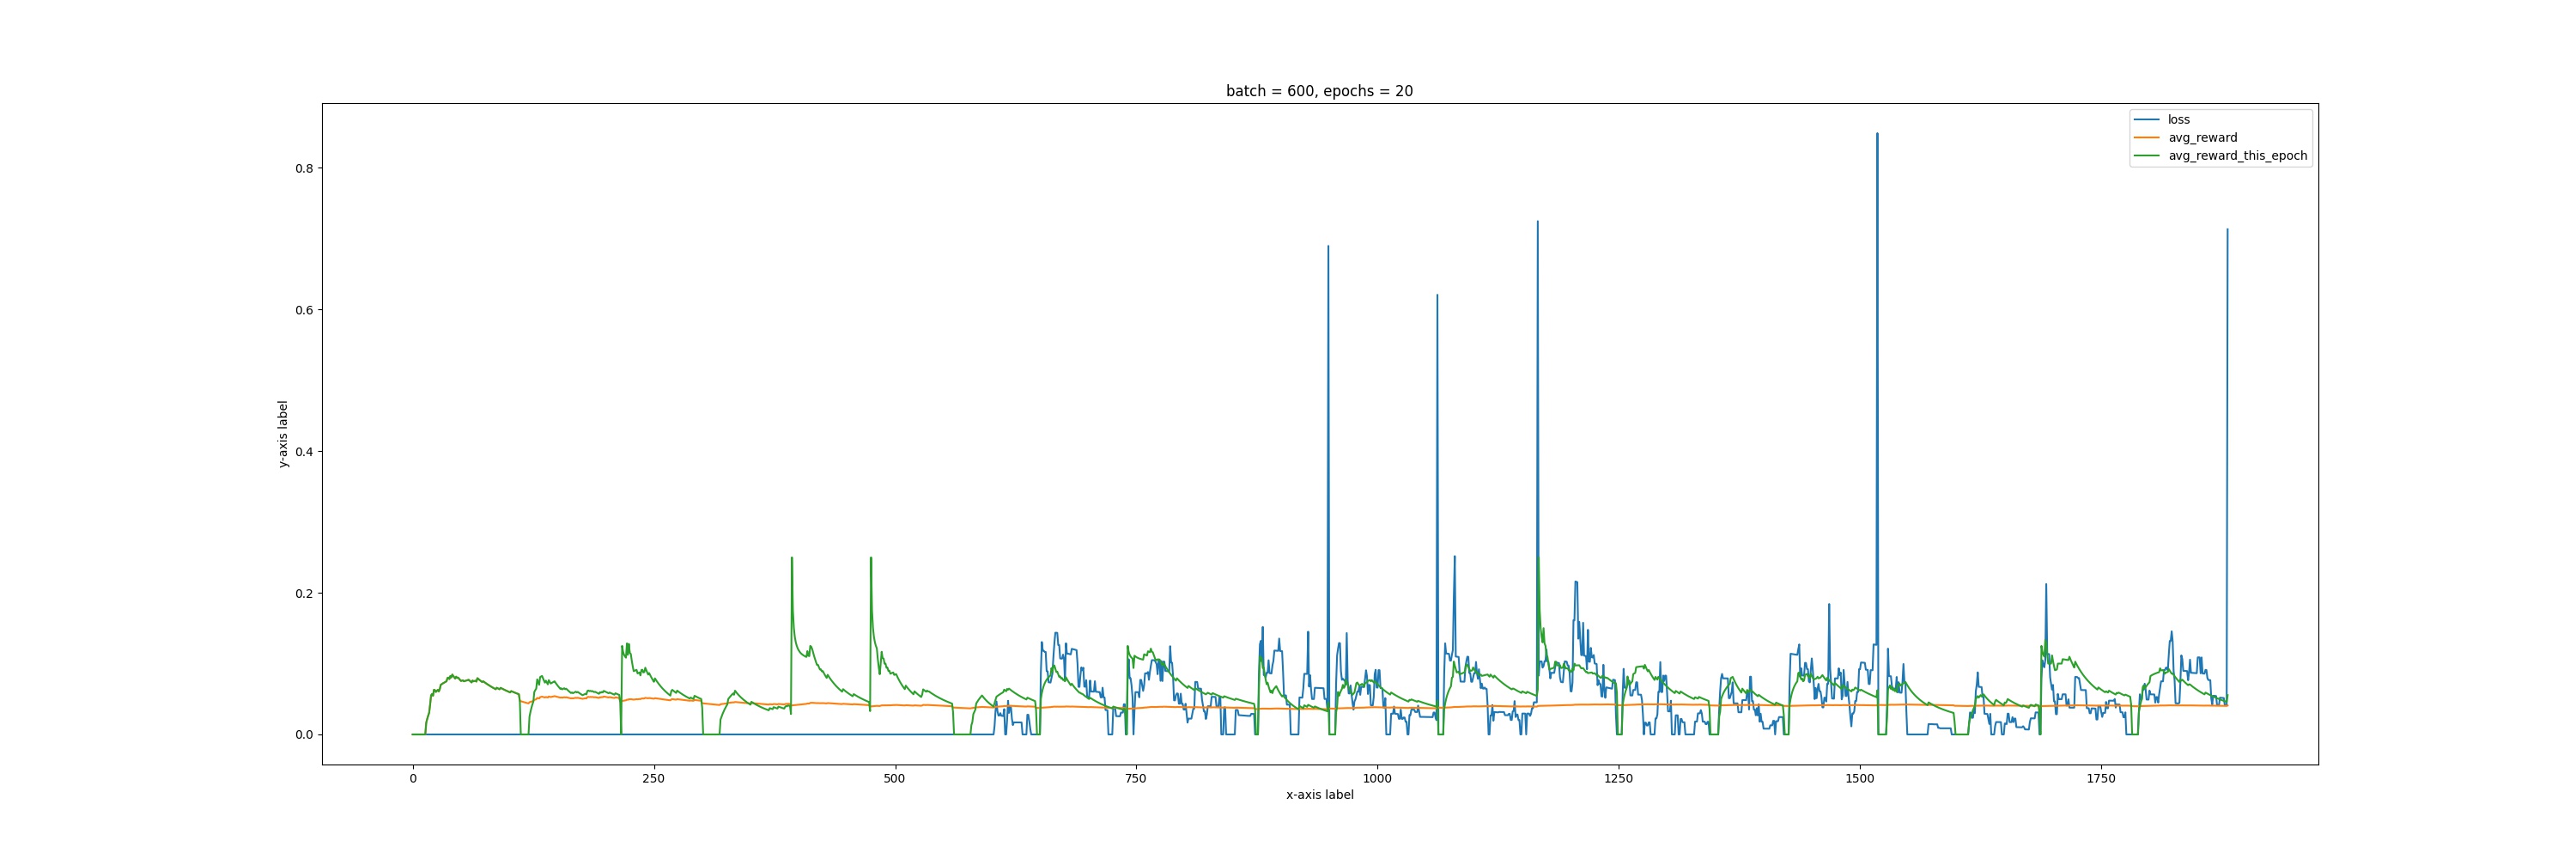 batch = 600, epochs = 20
loss
avg_reward
avg_reward_this_epoch
0.8
0.6
0.4
0.2
0.0
y-axis label
0 250 500 750 1000 1250 1500 1750
x-axis label